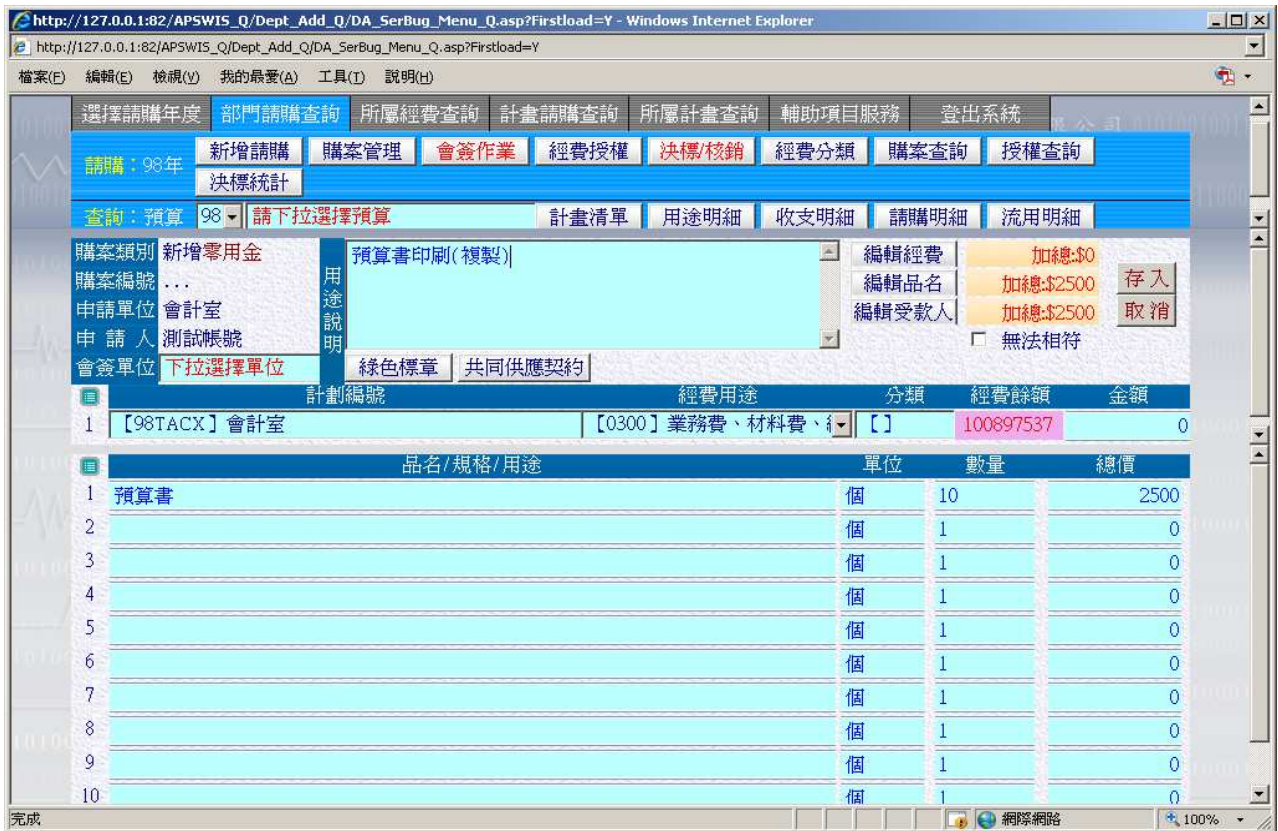 http://127.0.0.1:82/APSWIS_Q/Dept_Add_Q/DA_SerBug_Menu_Q.asp?Firstload=Y - Windows Internet Explorer
http://127.0.0.1:82/APSWIS_Q/Dept_Add_Q/DA_SerBug_Menu_Q.asp?Firstload=Y
檔案(F) 編輯(E) 檢視(V) 我的最愛(A) 工具(T) 說明(H)
選擇請購年度 部門請購查詢 所屬經費查詢 計畫請購查詢 所屬計畫查詢 輔助項目服務 登出系統
請購：98年 新增請購 購案管理 會簽作業 經費授權 決標/核銷 經費分類 購案查詢 授權查詢
決標統計
查詢：預算 98 請下拉選擇預算 計畫清單 用途明細 收支明細 請購明細 流用明細
購案類別 新增零用金
購案編號 ...
申請單位 會計室
申 請 人 測試帳號
會簽單位 下拉選擇單位
用途說明
預算書印刷(複製)
綠色標章 共同供應契約
編輯經費 加總:$0
編輯品名 加總:$2500
編輯受款人 加總:$2500
無法相符
存入
取消
計劃編號 經費用途 分類 經費餘額 金額
1 【98TACX】會計室 【0300】業務費、材料費、 【】 100897537 0
品名/規格/用途 單位 數量 總價
1 預算書 個 10 2500
2 個 1 0
3 個 1 0
4 個 1 0
5 個 1 0
6 個 1 0
7 個 1 0
8 個 1 0
9 個 1 0
10 個 1 0
完成 網際網路 100%